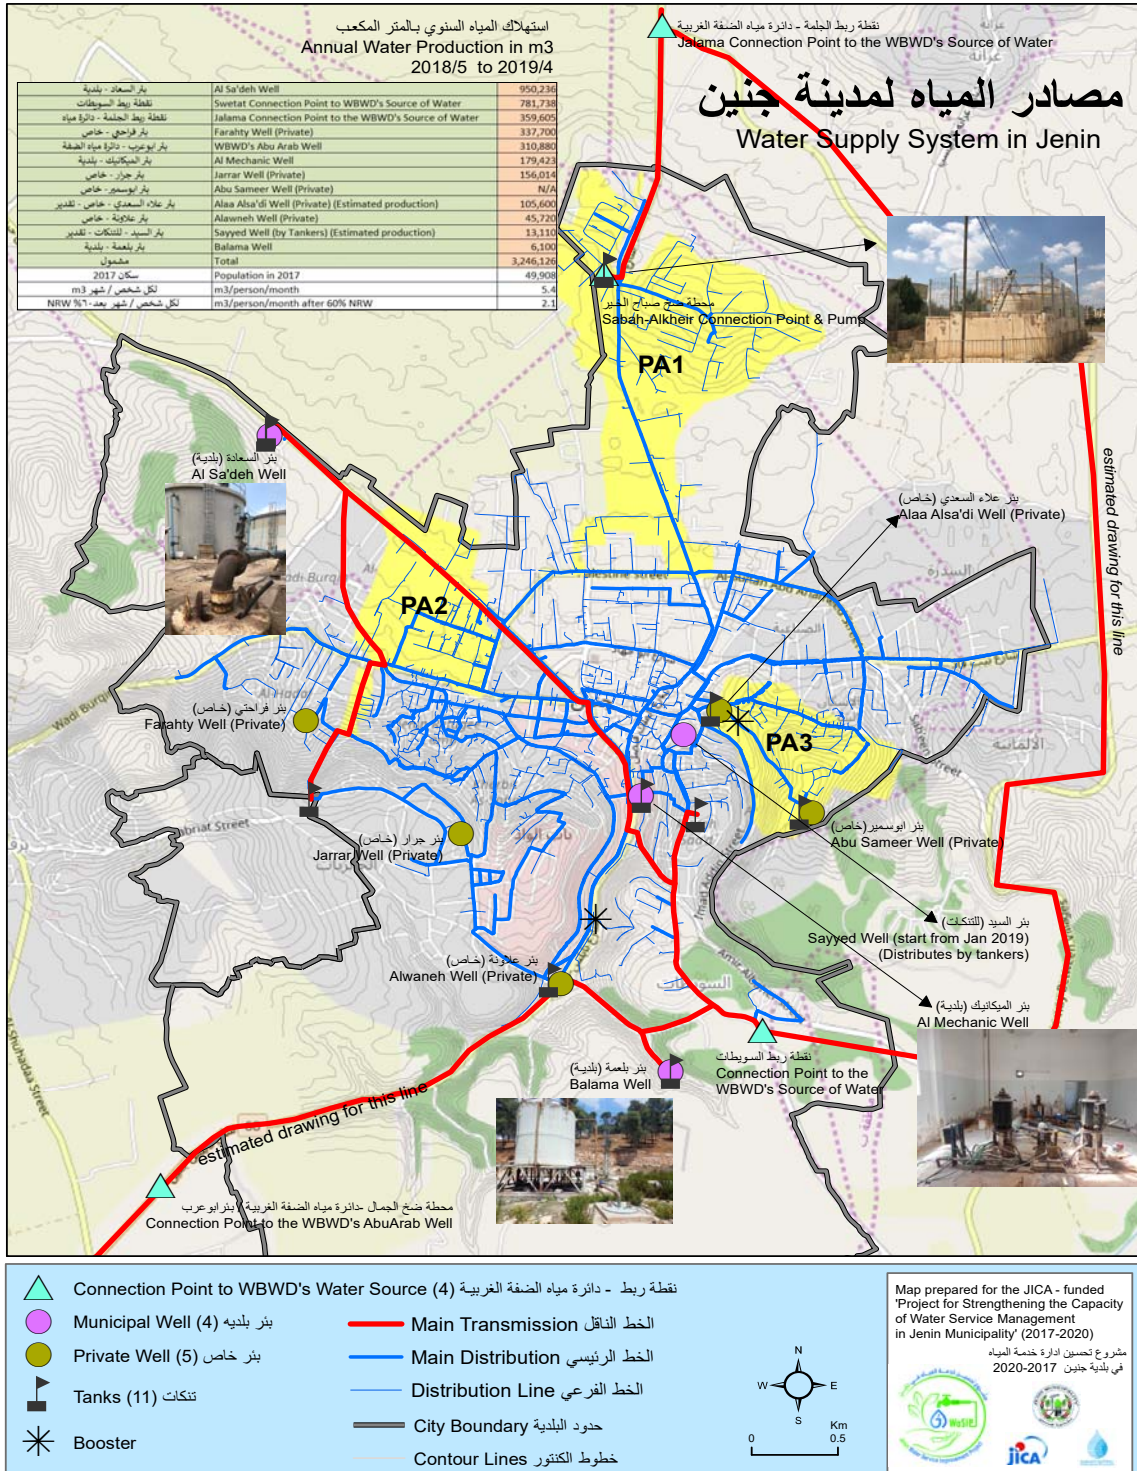 استهلاك المياه السنوي بالمتر المكعب
Annual Water Production in m3
2018/5 to 2019/4
بئر السعاد - بلدية Al Sa'deh Well 950,236
نقطة ربط السويطات Swetat Connection Point to WBWD's Source of Water 781,738
نقطة ربط الجلمة - دائرة مياه Jalama Connection Point to the WBWD's Source of Water 359,605
بئر فراحتي - خاص Farahty Well (Private) 337,700
بئر ابوعرب - دائرة مياه الضفة WBWD's Abu Arab Well 310,880
بئر الميكانيك - بلدية Al Mechanic Well 179,423
بئر جرار - خاص Jarrar Well (Private) 156,014
بئر ابوسمير - خاص Abu Sameer Well (Private) N/A
بئر علاء السعدي - خاص - تقدير Alaa Alsa'di Well (Private) (Estimated production) 105,600
بئر علاونة - خاص Alawneh Well (Private) 45,720
بئر السيد - للتنكات - تقدير Sayyed Well (by Tankers) (Estimated production) 13,110
بئر بلعمة - بلدية Balama Well 6,100
مشمول Total 3,246,126
سكان 2017 Population in 2017 49,908
لكل شخص / شهر m3 m3/person/month 5.4
لكل شخص / شهر بعد ٦٠% NRW m3/person/month after 60% NRW 2.1
نقطة ربط الجلمة - دائرة مياه الضفة الغربية
Jalama Connection Point to the WBWD's Source of Water
مصادر المياه لمدينة جنين
Water Supply System in Jenin
عرانة
محطة ضخ صباح الخير
Sabah-Alkheir Connection Point & Pump
PA1
بئر السعادة (بلدية)
Al Sa'deh Well
بئر علاء السعدي (خاص)
Alaa Alsa'di Well (Private)
estimated drawing for this line
السدرة
PA2
Wadi Burqin
بئر فراحتي (خاص)
Farahty Well (Private)
PA3
الألمانية
بئر ابوسمير(خاص)
Abu Sameer Well (Private)
بئر جرار (خاص)
Jarrar Well (Private)
بئر السيد (للتنكات)
Sayyed Well (start from Jan 2019)
(Distributes by tankers)
بئر علاونة (خاص)
Alwaneh Well (Private)
السويطات
بئر الميكانيك (بلدية)
Al Mechanic Well
نقطة ربط السويطات
Connection Point to the
WBWD's Source of Water
بئر بلعمة (بلدية)
Balama Well
Al Shuhadaa Street
estimated drawing for this line
محطة ضخ الجمال -دائرة مياه الضفة الغربية / بئرابوعرب
Connection Point to the WBWD's AbuArab Well
Connection Point to WBWD's Water Source (4) نقطة ربط - دائرة مياه الضفة الغربية
Municipal Well (4) بئر بلديه
Private Well (5) بئر خاص
Tanks (11) تنكات
Booster
Main Transmission الخط الناقل
Main Distribution الخط الرئيسي
Distribution Line الخط الفرعي
City Boundary حدود البلدية
Contour Lines خطوط الكنتور
N
W E
S
Km
0 0.5
Map prepared for the JICA - funded
'Project for Strengthening the Capacity
of Water Service Management
in Jenin Municipality' (2017-2020)
مشروع تحسين ادارة خدمة المياه
في بلدية جنين 2017-2020
WaSIP
JICA